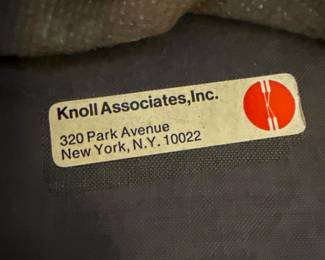 Knoll Associates, Inc.
320 Park Avenue
New York, N.Y. 10022